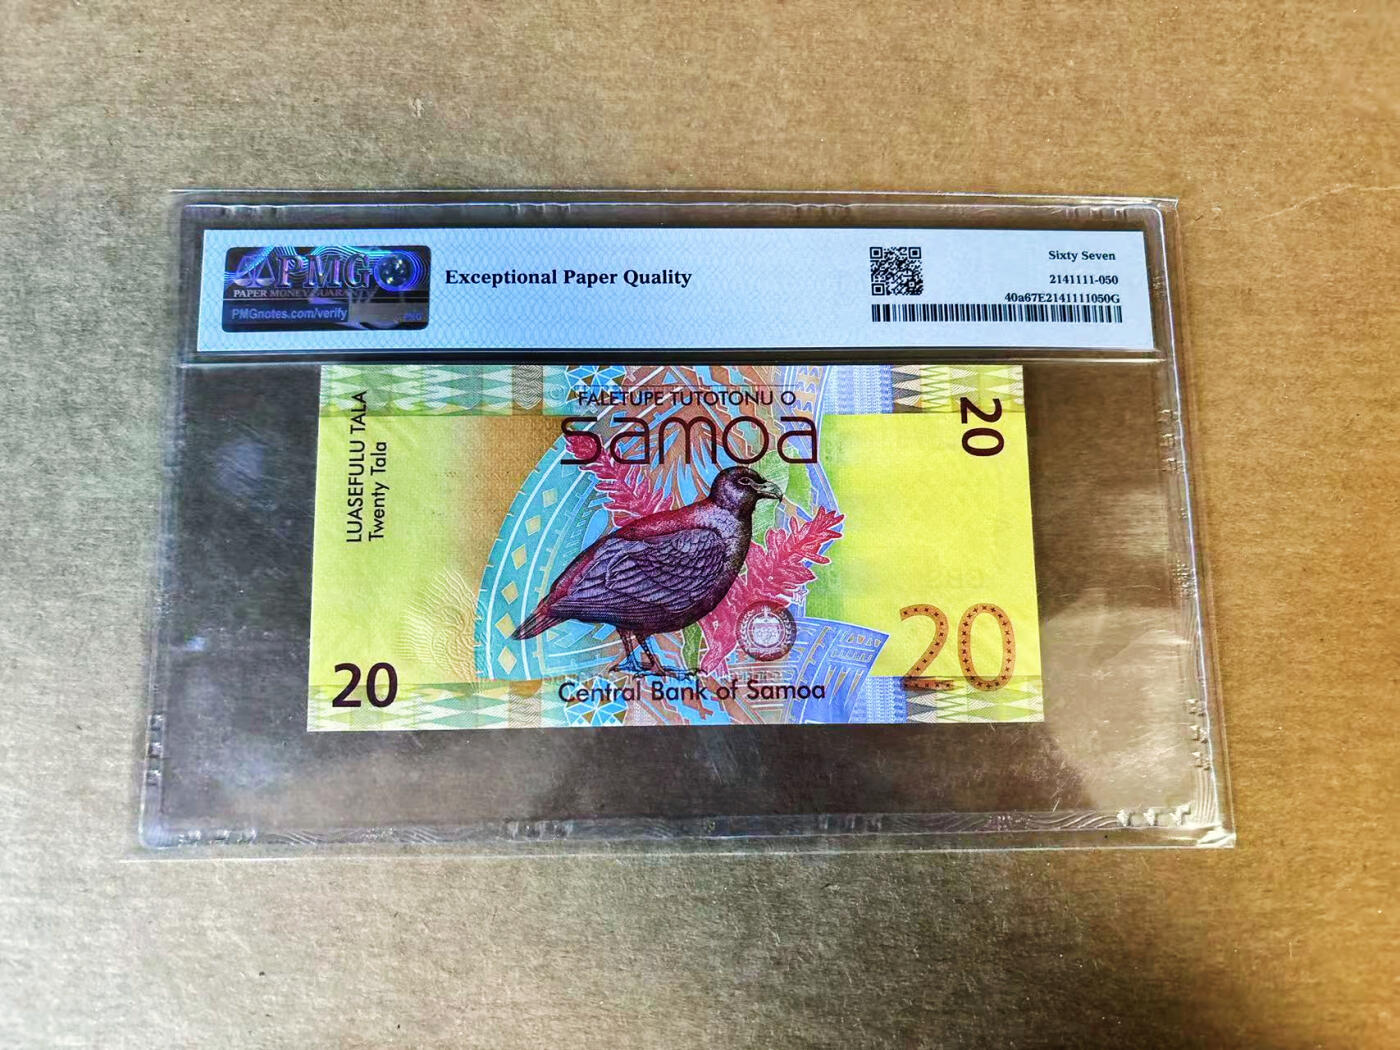 PMG
PAPER MONEY GUARANTY
PMGnotes.com/verify
Exceptional Paper Quality
Sixty Seven
2141111-050
40a67E2141111050G
LUASEFULU TALA
Twenty Tala
FALETUPE TUTOTONU O
samoa
20
20
20
Central Bank of Samoa